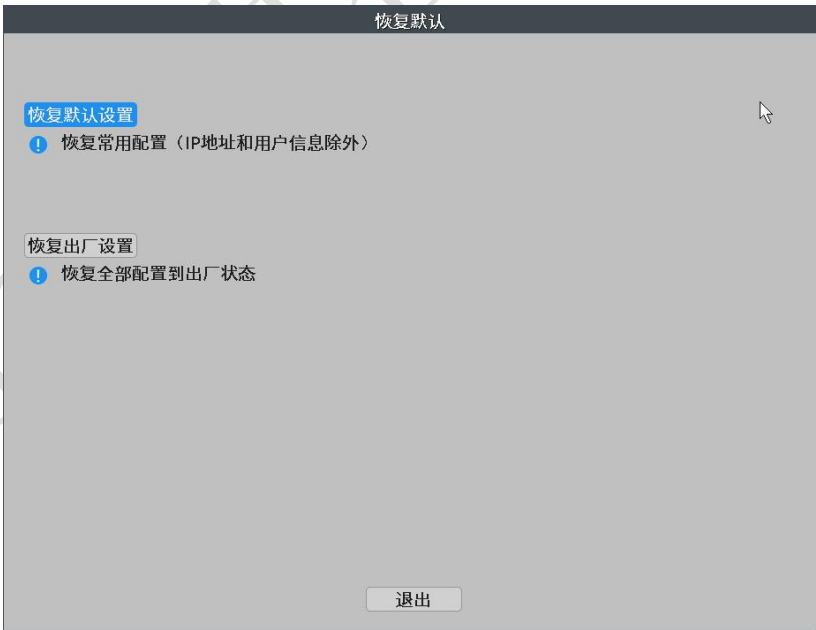 恢复默认
恢复默认设置
恢复常用配置（IP地址和用户信息除外）
恢复出厂设置
恢复全部配置到出厂状态
退出